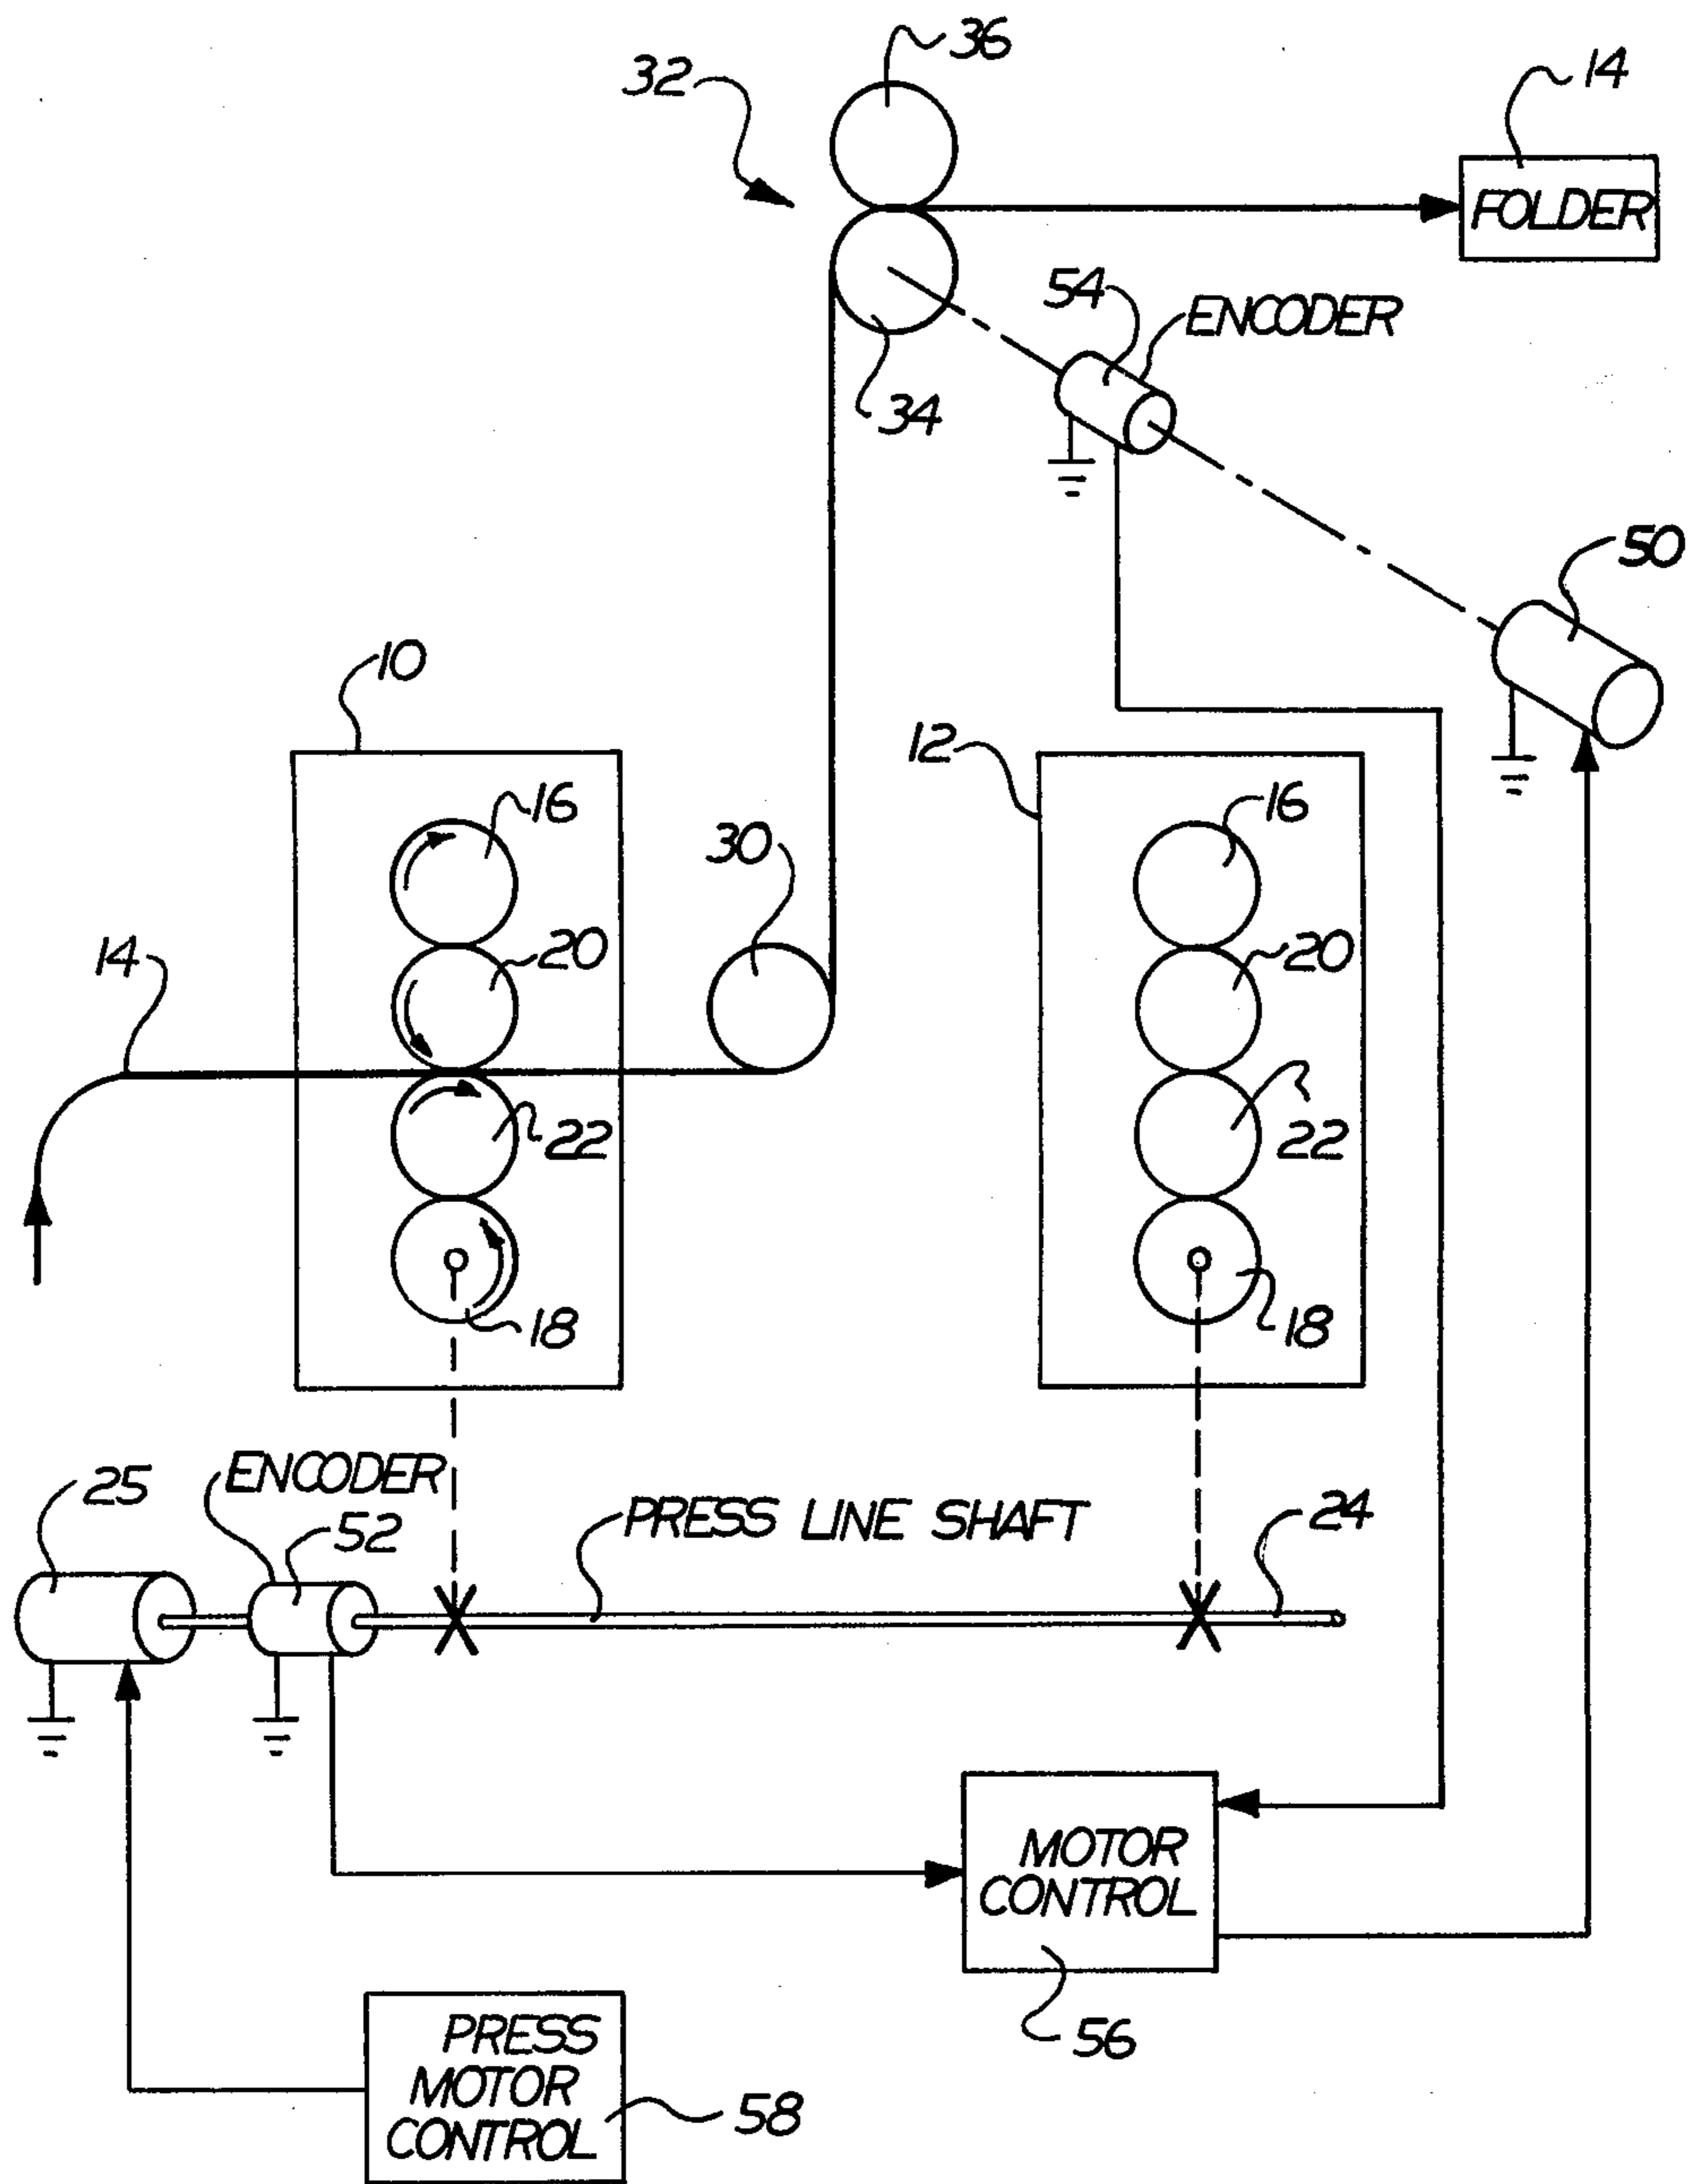 36
32
14
FOLDER
54
ENCODER
34
50
10
12
16
16
30
20
20
14
22
22
18
18
ENCODER
25
52
PRESS LINE SHAFT
24
MOTOR
CONTROL
56
PRESS
MOTOR
CONTROL
58